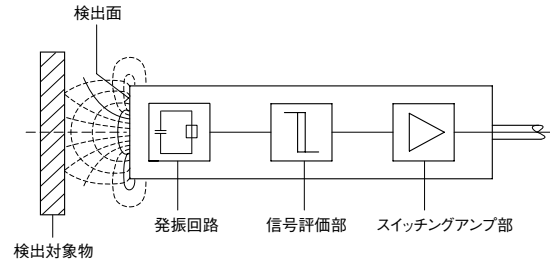 検出面
発振回路
信号評価部
スイッチングアンプ部
検出対象物